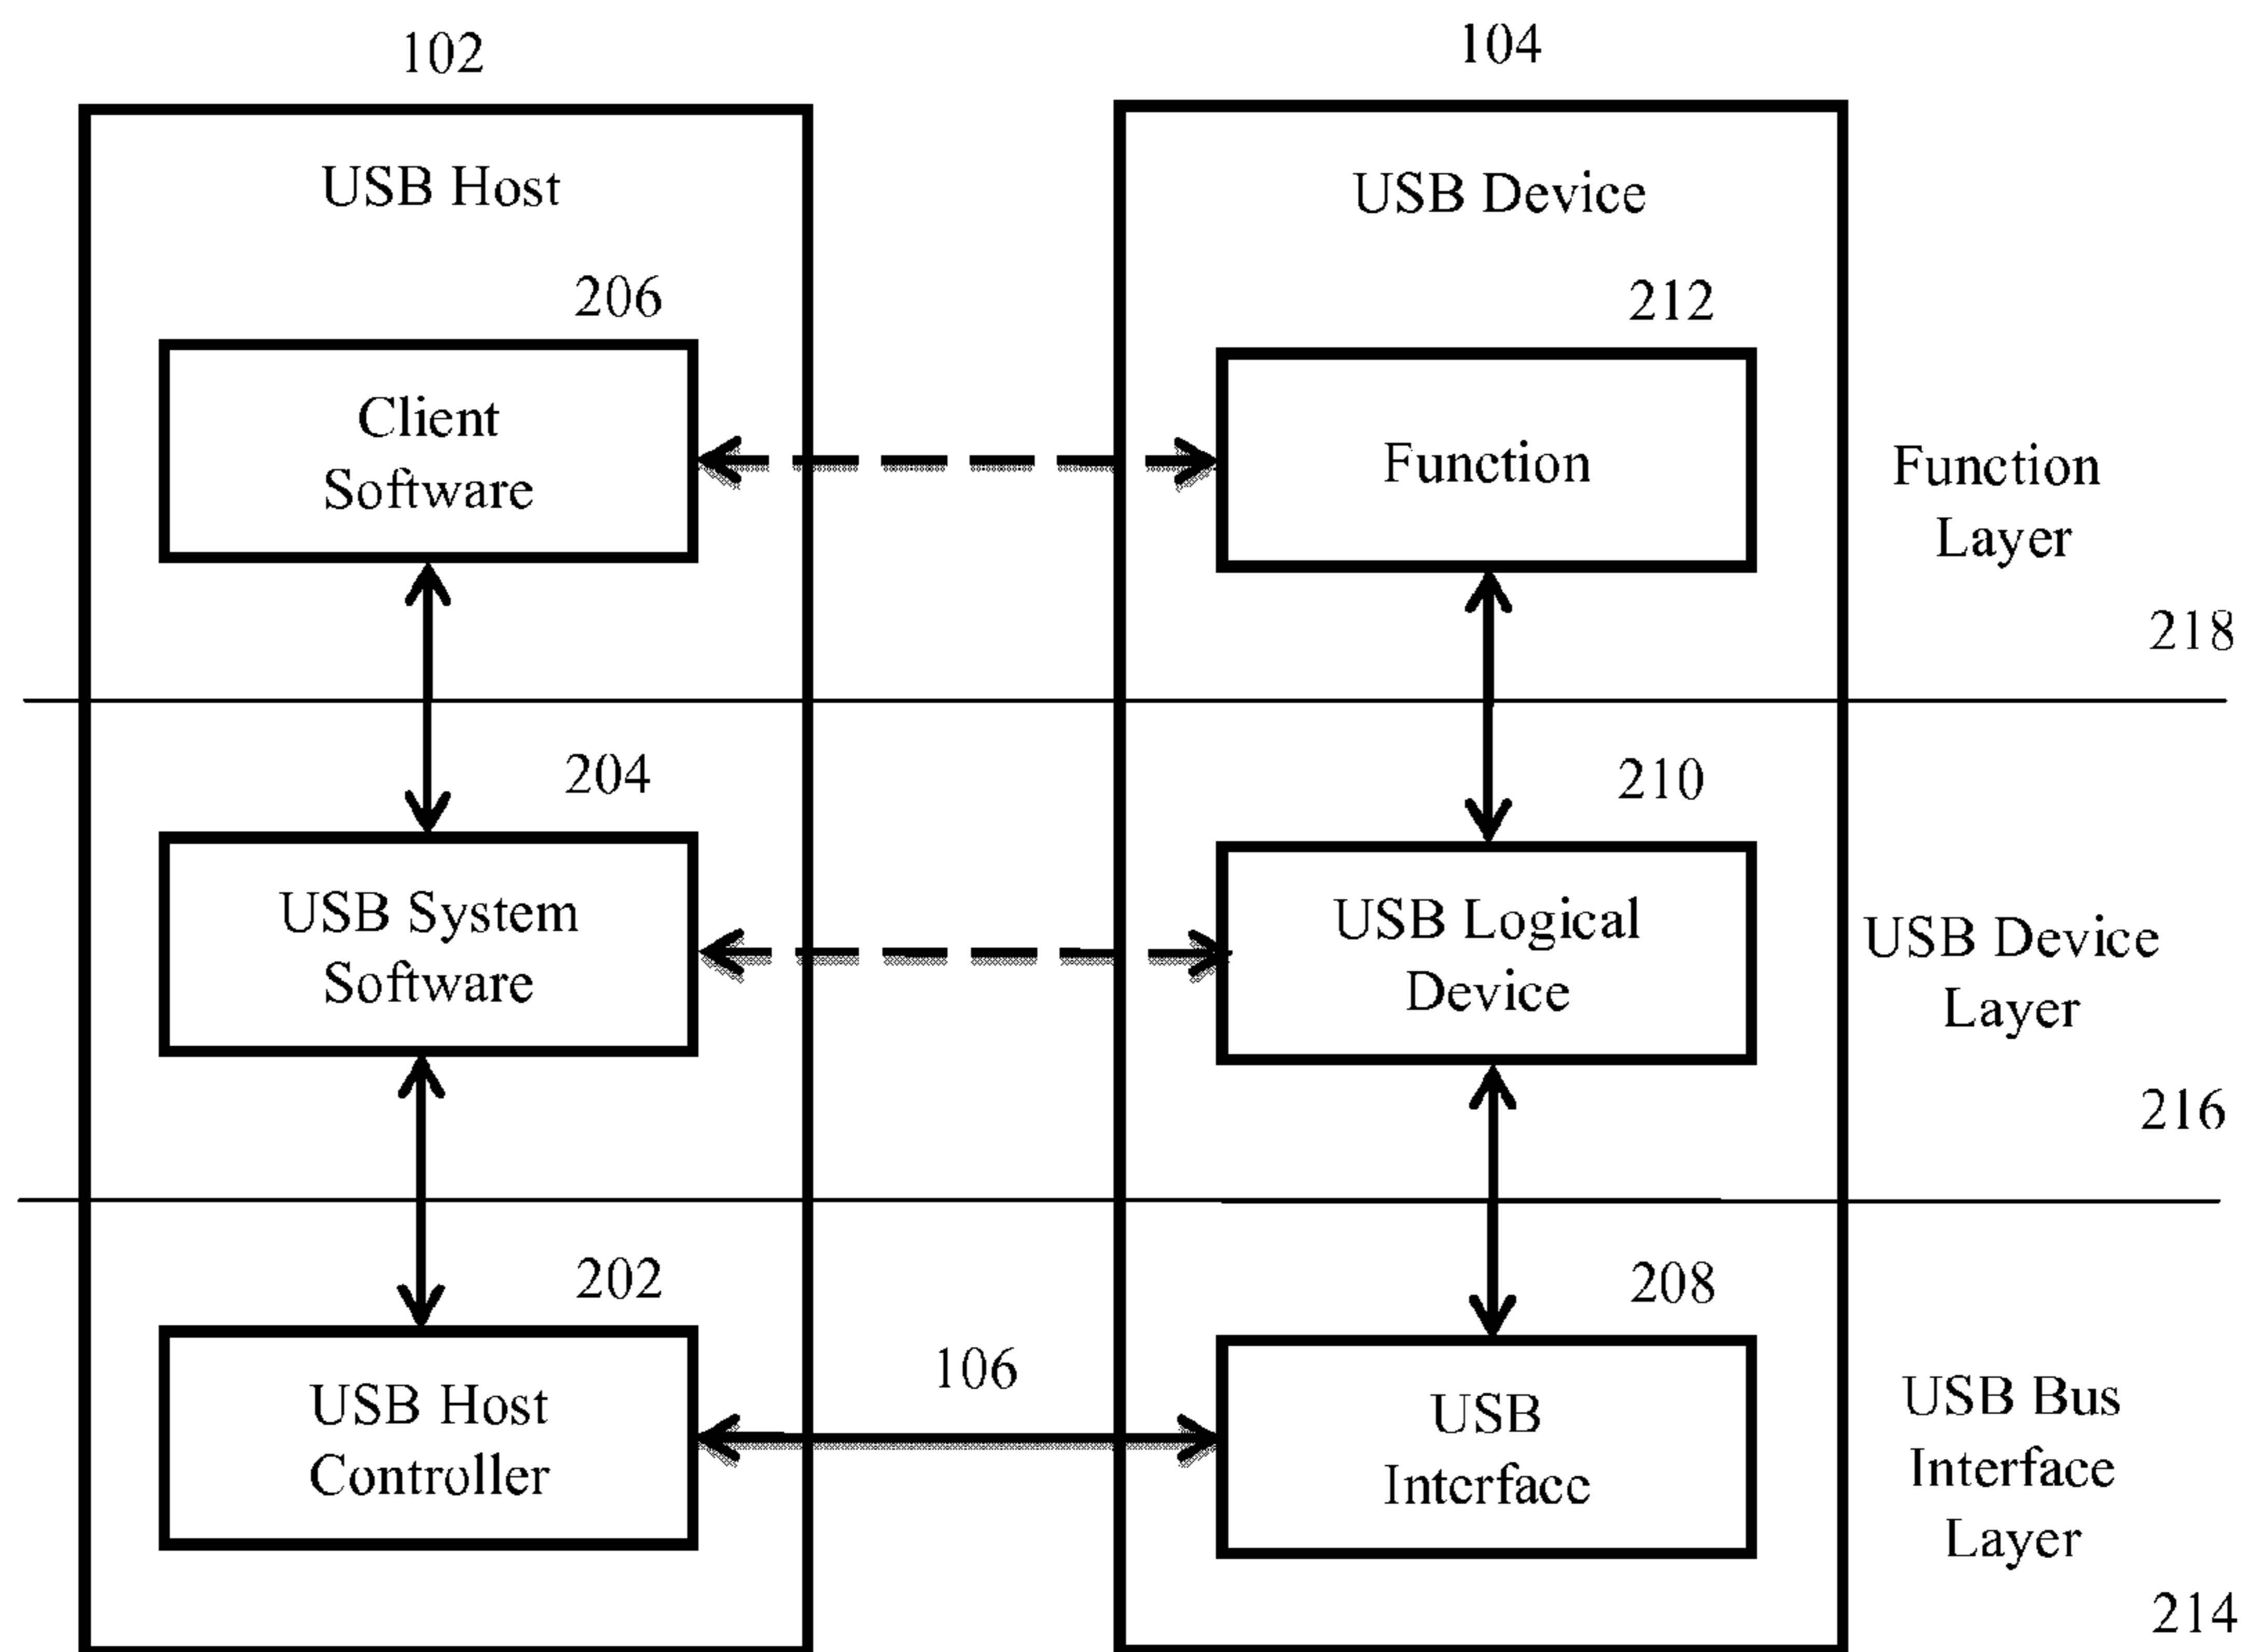 102
104
USB Host
USB Device
206
212
Client
Software
Function
Function
Layer
218
204
210
USB System
Software
USB Logical
Device
USB Device
Layer
216
202
208
106
USB Host
Controller
USB
Interface
USB Bus
Interface
Layer
214